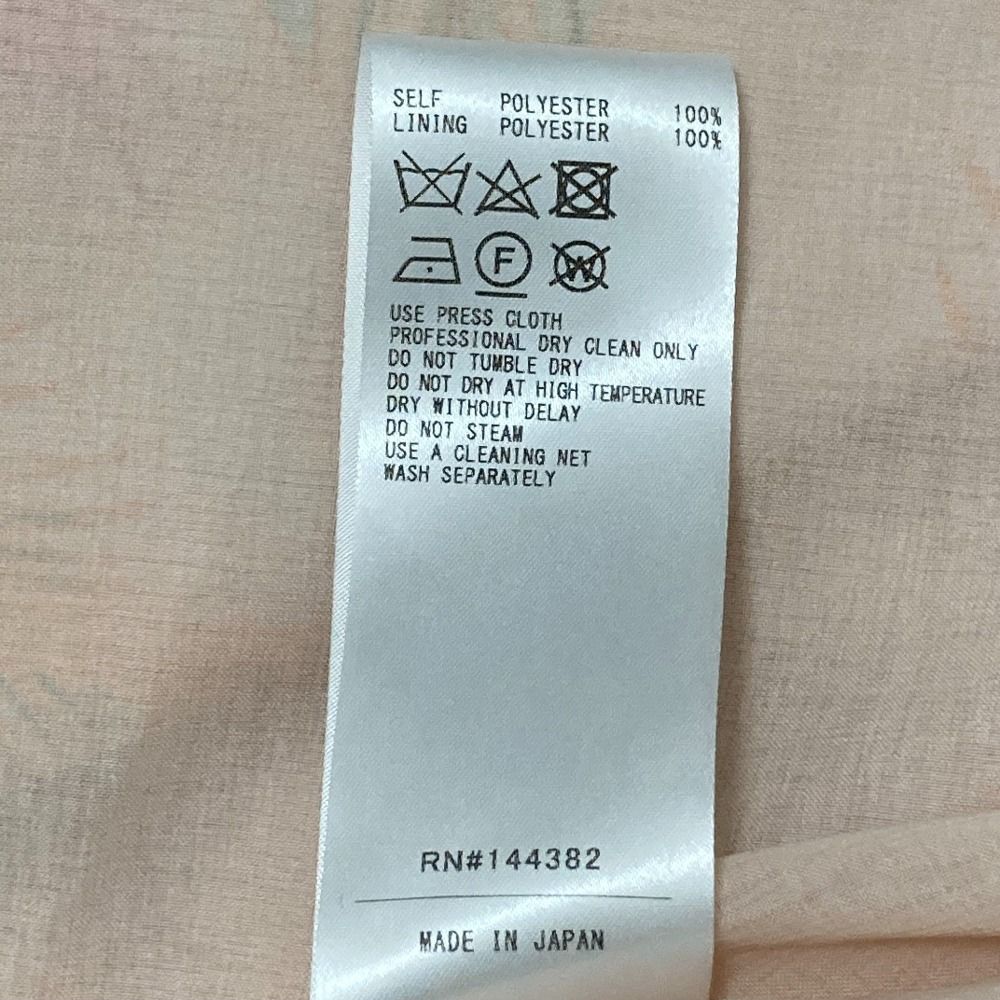 SELF POLYESTER 100%
LINING POLYESTER 100%
F W
USE PRESS CLOTH
PROFESSIONAL DRY CLEAN ONLY
DO NOT TUMBLE DRY
DO NOT DRY AT HIGH TEMPERATURE
DRY WITHOUT DELAY
DO NOT STEAM
USE A CLEANING NET
WASH SEPARATELY
RN#144382
MADE IN JAPAN